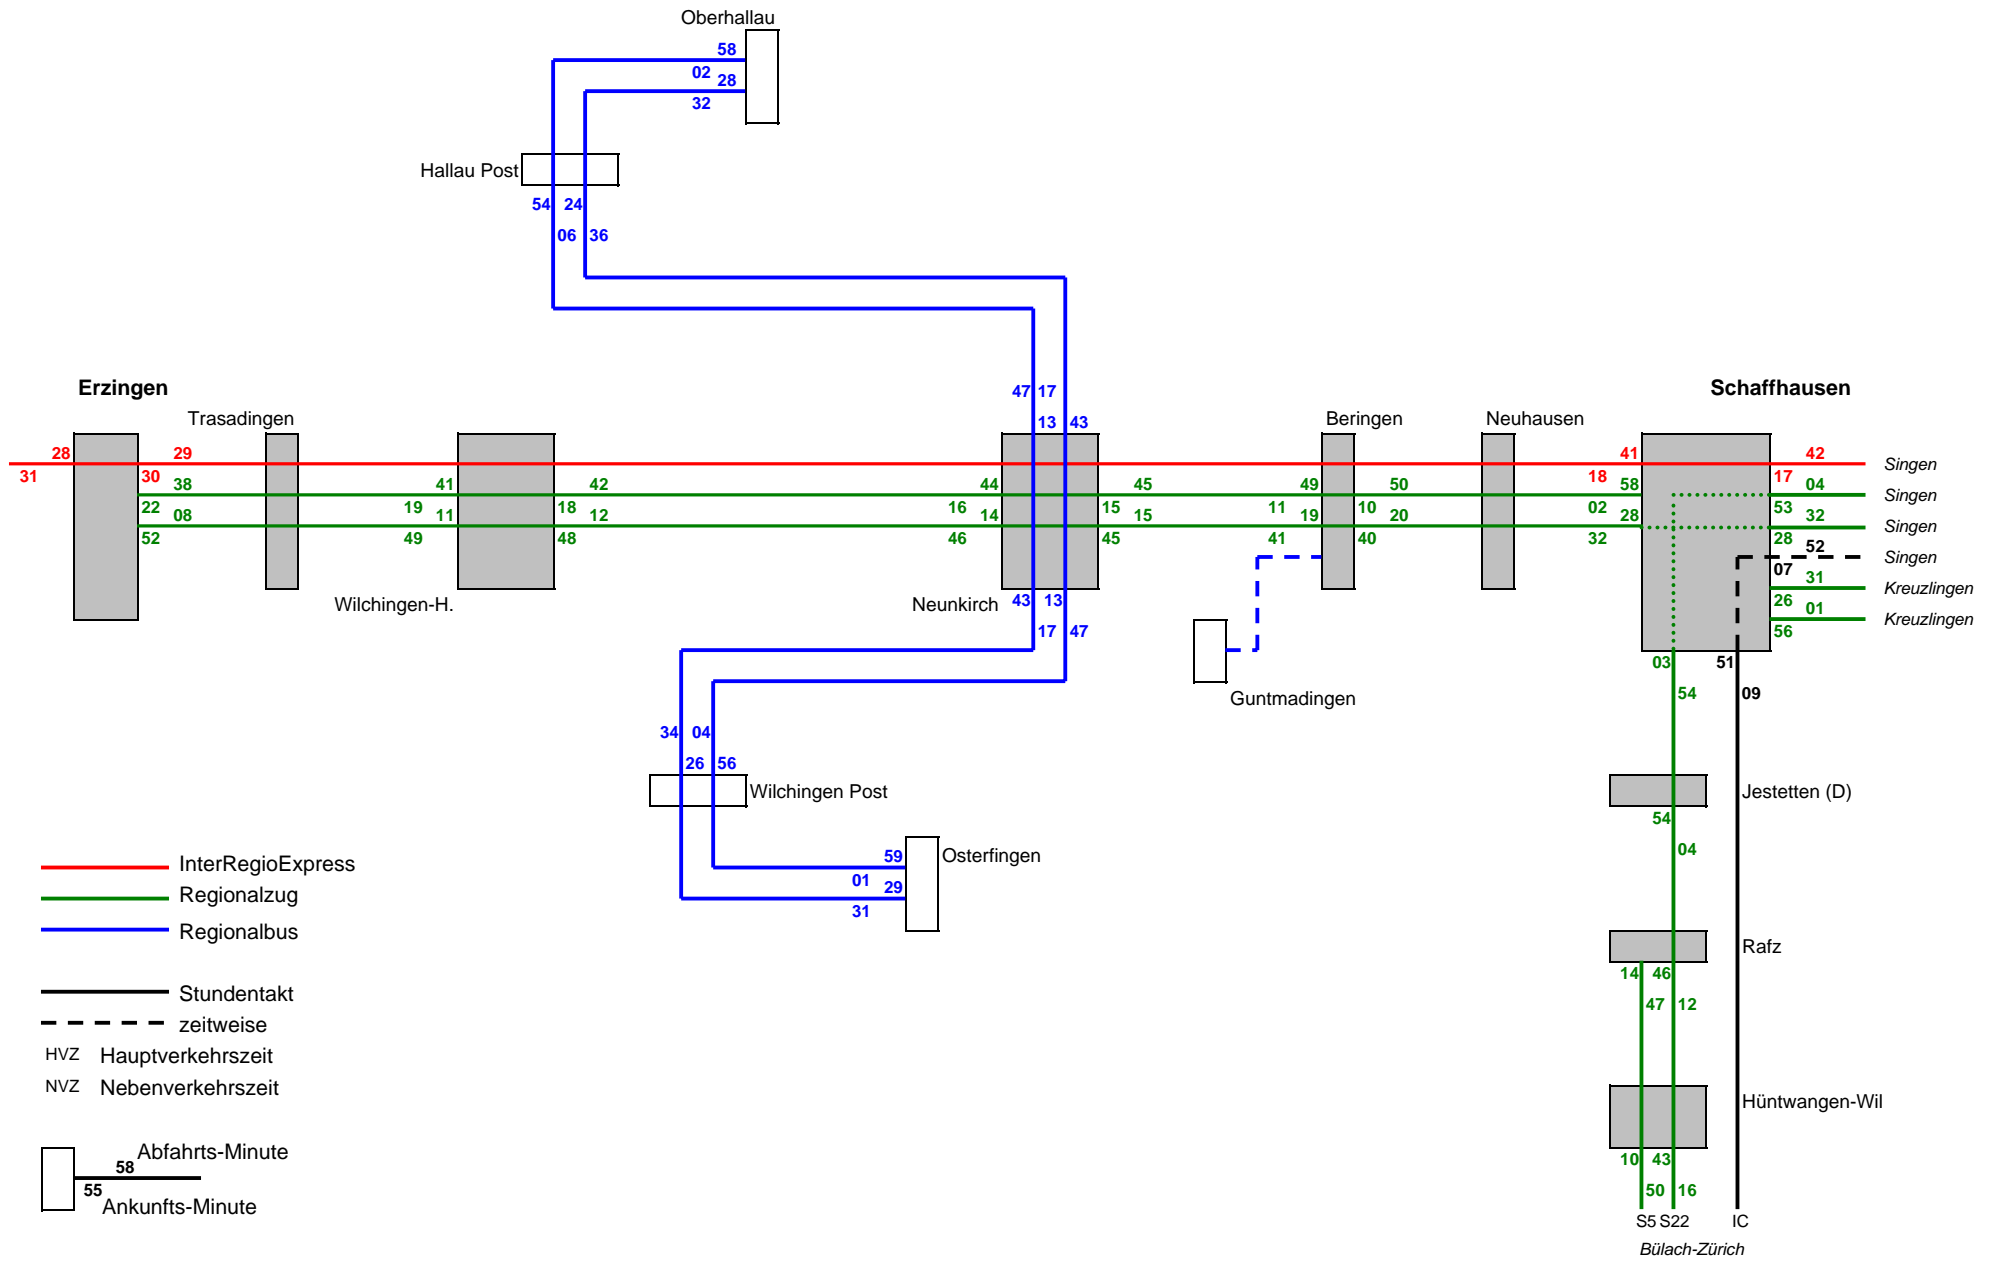 Oberhallau
58
02 28
32
Hallau Post
54 24
06 36
Erzingen
Schaffhausen
Trasadingen
47 17
Beringen
Neuhausen
13 43
28 29 41 42
Singen
31 30 18 17
38 41 42 44 45 49 50 58 04
Singen
22 19 18 16 15 11 10 02 53
08 11 12 14 15 19 20 28 32
Singen
52 49 48 46 45 41 40 32 28
52
Singen
07
31
Kreuzlingen
26
01
Kreuzlingen
56
Wilchingen-H.
Neunkirch
43 13
17 47
03 51
54 09
Guntmadingen
34 04
26 56
Wilchingen Post
Jestetten (D)
54
04
59
Osterfingen
01 29
31
InterRegioExpress
Regionalzug
Regionalbus
Rafz
14 46
47 12
Stundentakt
zeitweise
HVZ Hauptverkehrszeit
NVZ Nebenverkehrszeit
Hüntwangen-Wil
10 43
50 16
S5 S22 IC
Bülach-Zürich
Abfahrts-Minute
58
55
Ankunfts-Minute